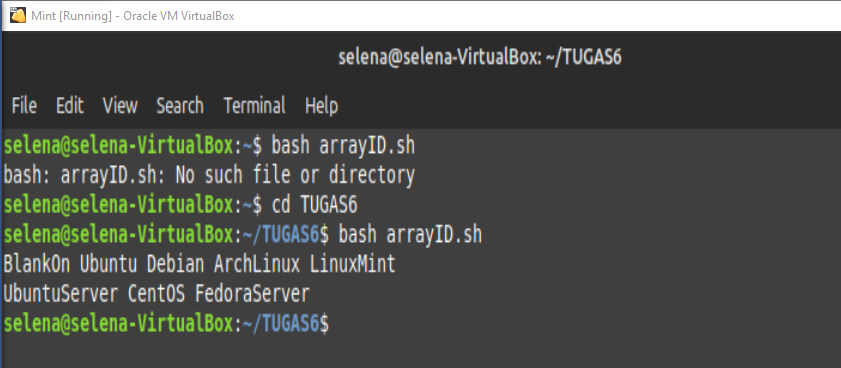 Mint [Running] - Oracle VM VirtualBox
selena@selena-VirtualBox: ~/TUGAS6
File Edit View Search Terminal Help
selena@selena-VirtualBox:~$ bash arrayID.sh
bash: arrayID.sh: No such file or directory
selena@selena-VirtualBox:~$ cd TUGAS6
selena@selena-VirtualBox:~/TUGAS6$ bash arrayID.sh
BlankOn Ubuntu Debian ArchLinux LinuxMint
UbuntuServer CentOS FedoraServer
selena@selena-VirtualBox:~/TUGAS6$